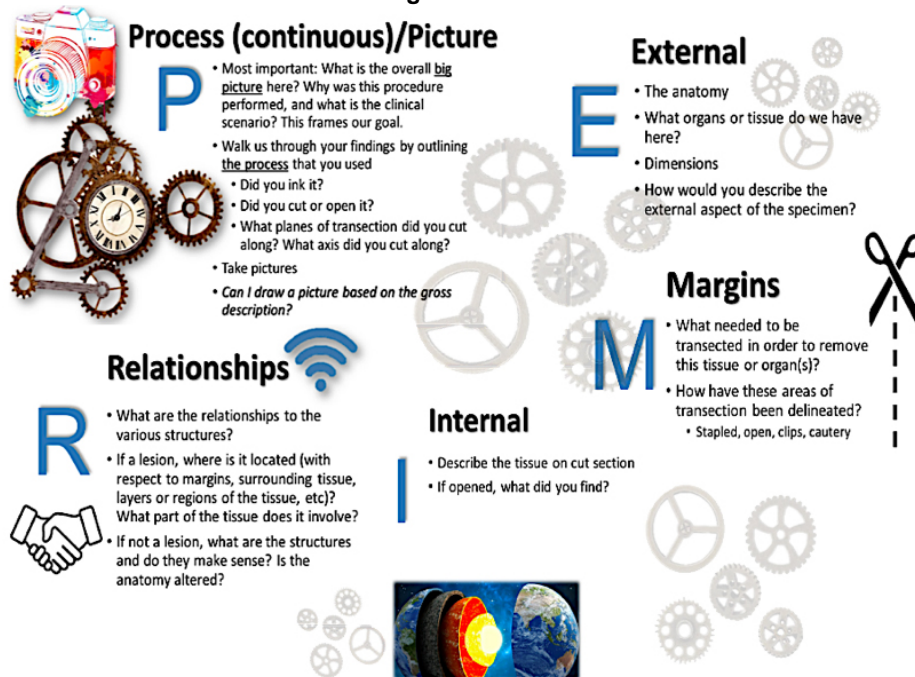 Process (continuous)/Picture
P
• Most important: What is the overall big
picture here? Why was this procedure
performed, and what is the clinical
scenario? This frames our goal.
• Walk us through your findings by outlining
the process that you used
• Did you ink it?
• Did you cut or open it?
• What planes of transection did you cut
along? What axis did you cut along?
• Take pictures
• Can I draw a picture based on the gross
description?
External
E
• The anatomy
• What organs or tissue do we have
here?
• Dimensions
• How would you describe the
external aspect of the specimen?
Margins
M
• What needed to be
transected in order to remove
this tissue or organ(s)?
• How have these areas of
transection been delineated?
• Stapled, open, clips, cautery
Relationships
R
• What are the relationships to the
various structures?
• If a lesion, where is it located (with
respect to margins, surrounding tissue,
layers or regions of the tissue, etc)?
What part of the tissue does it involve?
• If not a lesion, what are the structures
and do they make sense? Is the
anatomy altered?
Internal
I
• Describe the tissue on cut section
• If opened, what did you find?